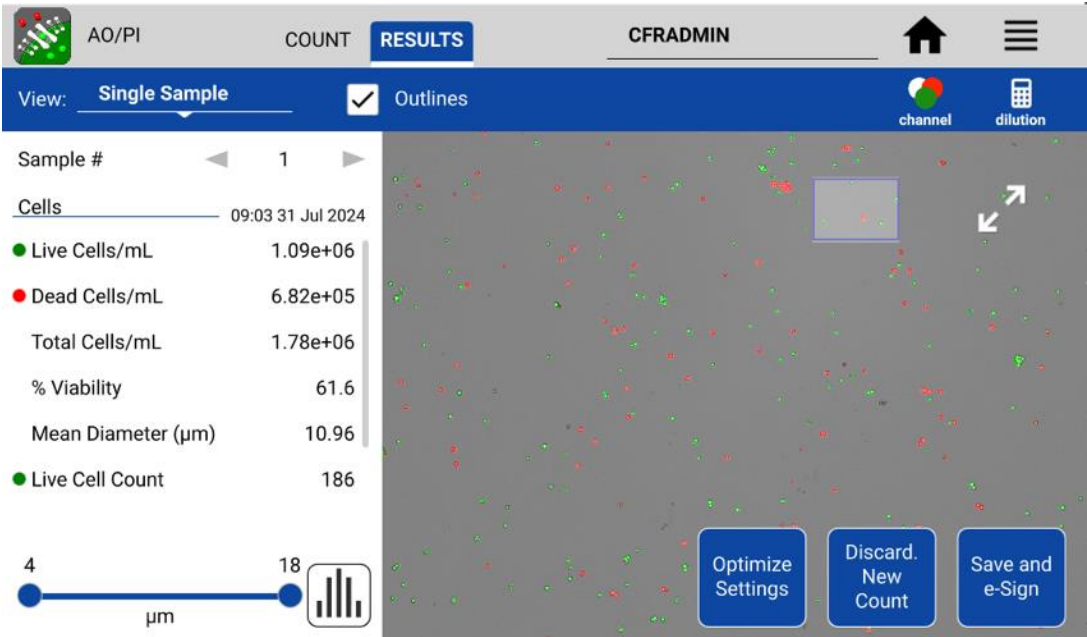 AO/PI COUNT RESULTS CFRADMIN
View: Single Sample Outlines channel dilution
Sample # 1
Cells 09:03 31 Jul 2024
Live Cells/mL 1.09e+06
Dead Cells/mL 6.82e+05
Total Cells/mL 1.78e+06
% Viability 61.6
Mean Diameter (µm) 10.96
Live Cell Count 186
4 18
µm
Optimize
Settings
Discard.
New
Count
Save and
e-Sign